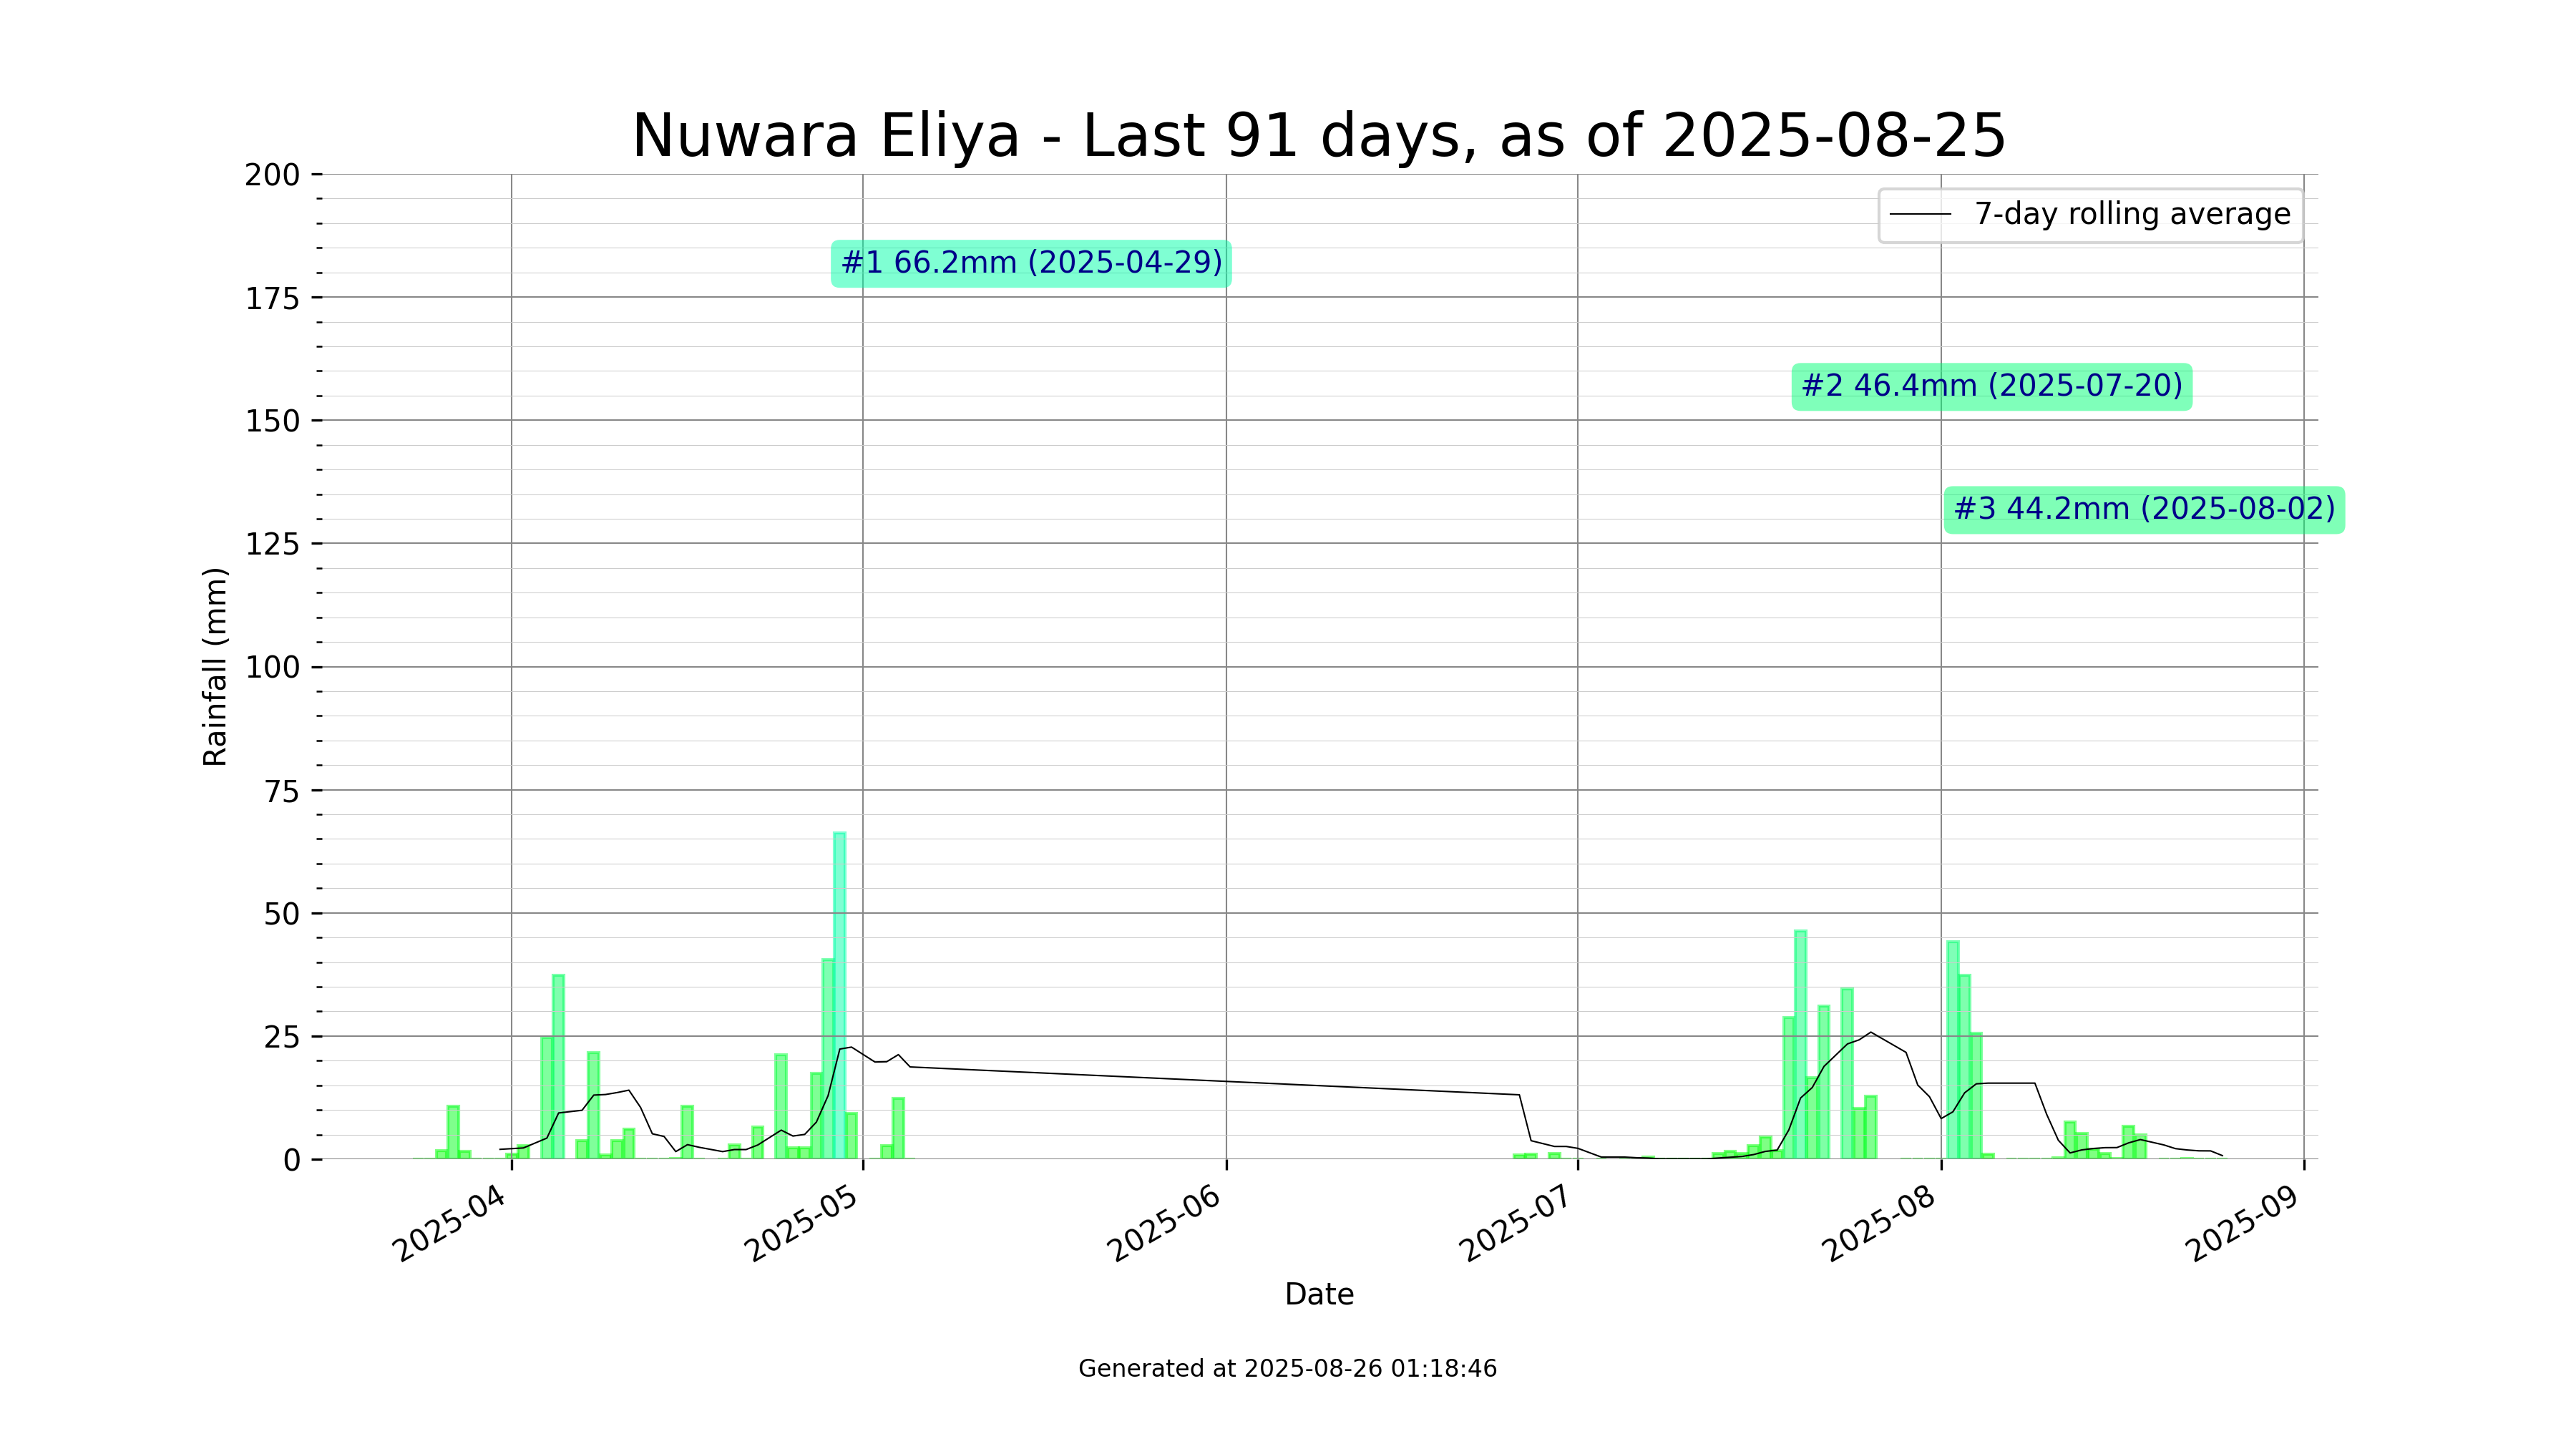 Nuwara Eliya - Last 91 days, as of 2025-08-25
7-day rolling average
#1 66.2mm (2025-04-29)
#2 46.4mm (2025-07-20)
#3 44.2mm (2025-08-02)
Rainfall (mm)
200
175
150
125
100
75
50
25
0
2025-04
2025-05
2025-06
2025-07
2025-08
2025-09
Date
Generated at 2025-08-26 01:18:46